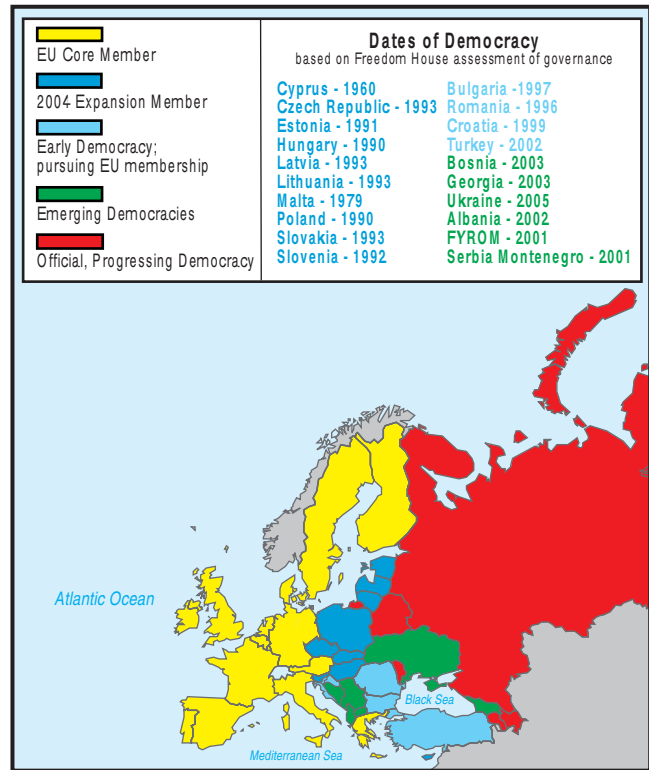 EU Core Member
2004 Expansion Member
Early Democracy;
pursuing EU membership
Emerging Democracies
Official, Progressing Democracy
Dates of Democracy
based on Freedom House assessment of governance
Cyprus - 1960
Czech Republic - 1993
Estonia - 1991
Hungary - 1990
Latvia - 1993
Lithuania - 1993
Malta - 1979
Poland - 1990
Slovakia - 1993
Slovenia - 1992
Bulgaria -1997
Romania - 1996
Croatia - 1999
Turkey - 2002
Bosnia - 2003
Georgia - 2003
Ukraine - 2005
Albania - 2002
FYROM - 2001
Serbia Montenegro - 2001
Atlantic Ocean
Black Sea
Mediterranean Sea